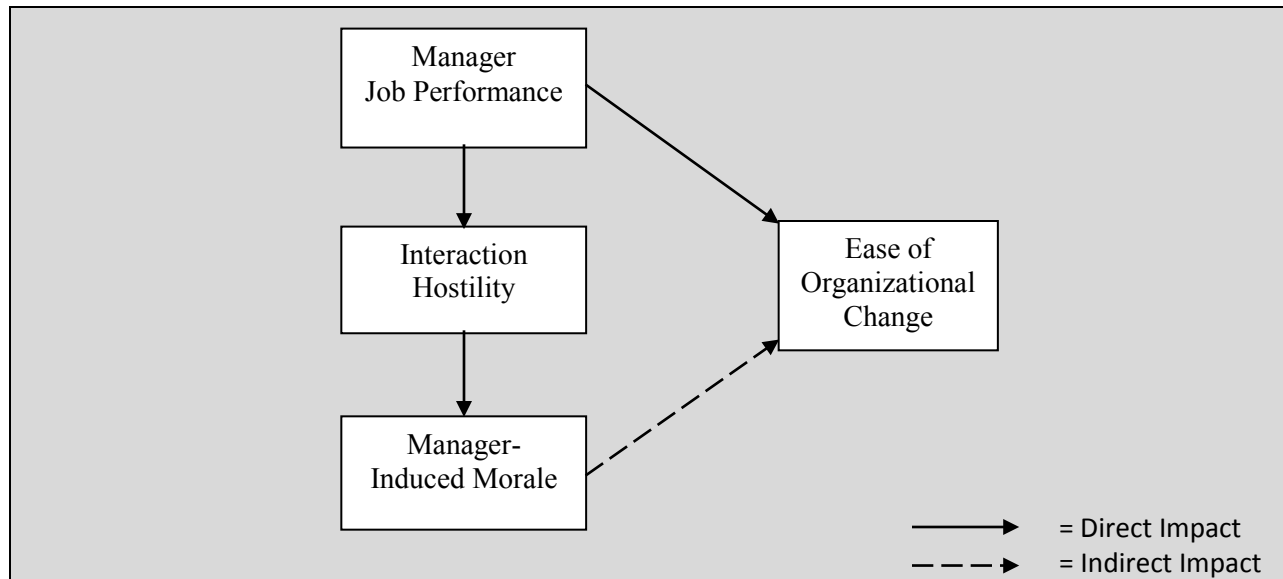 Manager
Job Performance
Interaction
Hostility
Ease of
Organizational
Change
Manager-
Induced Morale
= Direct Impact
= Indirect Impact